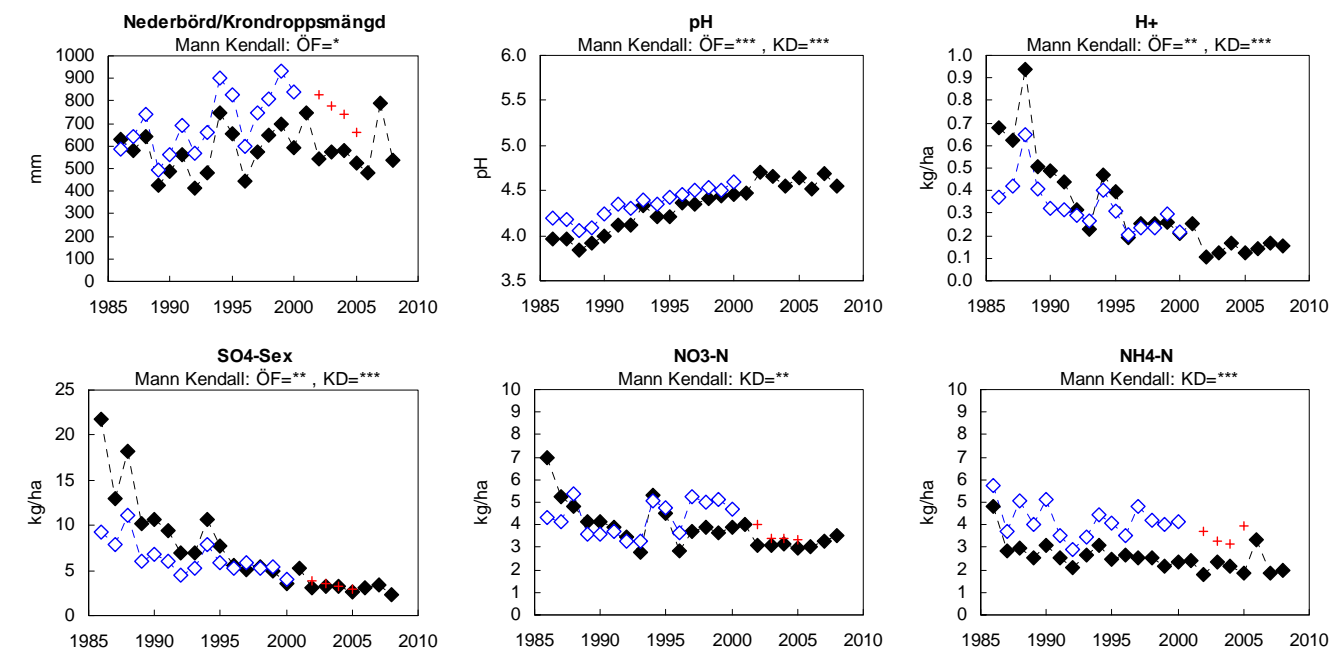 Nederbörd/Krondroppsmängd
Mann Kendall: ÖF=*
1000
900
800
700
600
500
400
300
200
100
0
mm
1985 1990 1995 2000 2005 2010
pH
Mann Kendall: ÖF=*** , KD=***
6.0
5.5
5.0
4.5
4.0
3.5
pH
1985 1990 1995 2000 2005 2010
H+
Mann Kendall: ÖF=** , KD=***
1.0
0.9
0.8
0.7
0.6
0.5
0.4
0.3
0.2
0.1
0.0
kg/ha
1985 1990 1995 2000 2005 2010
SO4-Sex
Mann Kendall: ÖF=** , KD=***
25
20
15
10
5
0
kg/ha
1985 1990 1995 2000 2005 2010
NO3-N
Mann Kendall: KD=**
10
9
8
7
6
5
4
3
2
1
0
kg/ha
1985 1990 1995 2000 2005 2010
NH4-N
Mann Kendall: KD=***
10
9
8
7
6
5
4
3
2
1
0
kg/ha
1985 1990 1995 2000 2005 2010